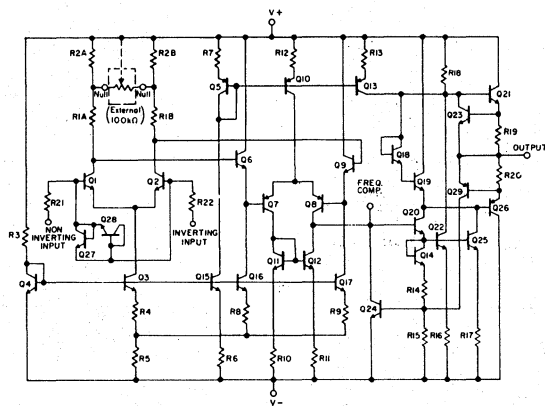 V+
R2A
R2B
R7
R12
R13
R18
Q5
Q10
Q13
Q21
Null
Null
(External)
(100kΩ)
Q23
R1A
R1B
R19
OUTPUT
Q6
Q9
Q18
R20
Q1
Q2
FREQ.
COMP.
Q19
Q29
Q26
R21
R22
Q7
Q8
Q20
Q28
Q22
Q25
NON
INVERTING
INPUT
INVERTING
INPUT
Q27
R3
Q11
Q12
Q14
Q4
Q3
Q15
Q16
Q17
R14
Q24
R4
R8
R9
R5
R6
R10
R11
R15
R16
R17
V-